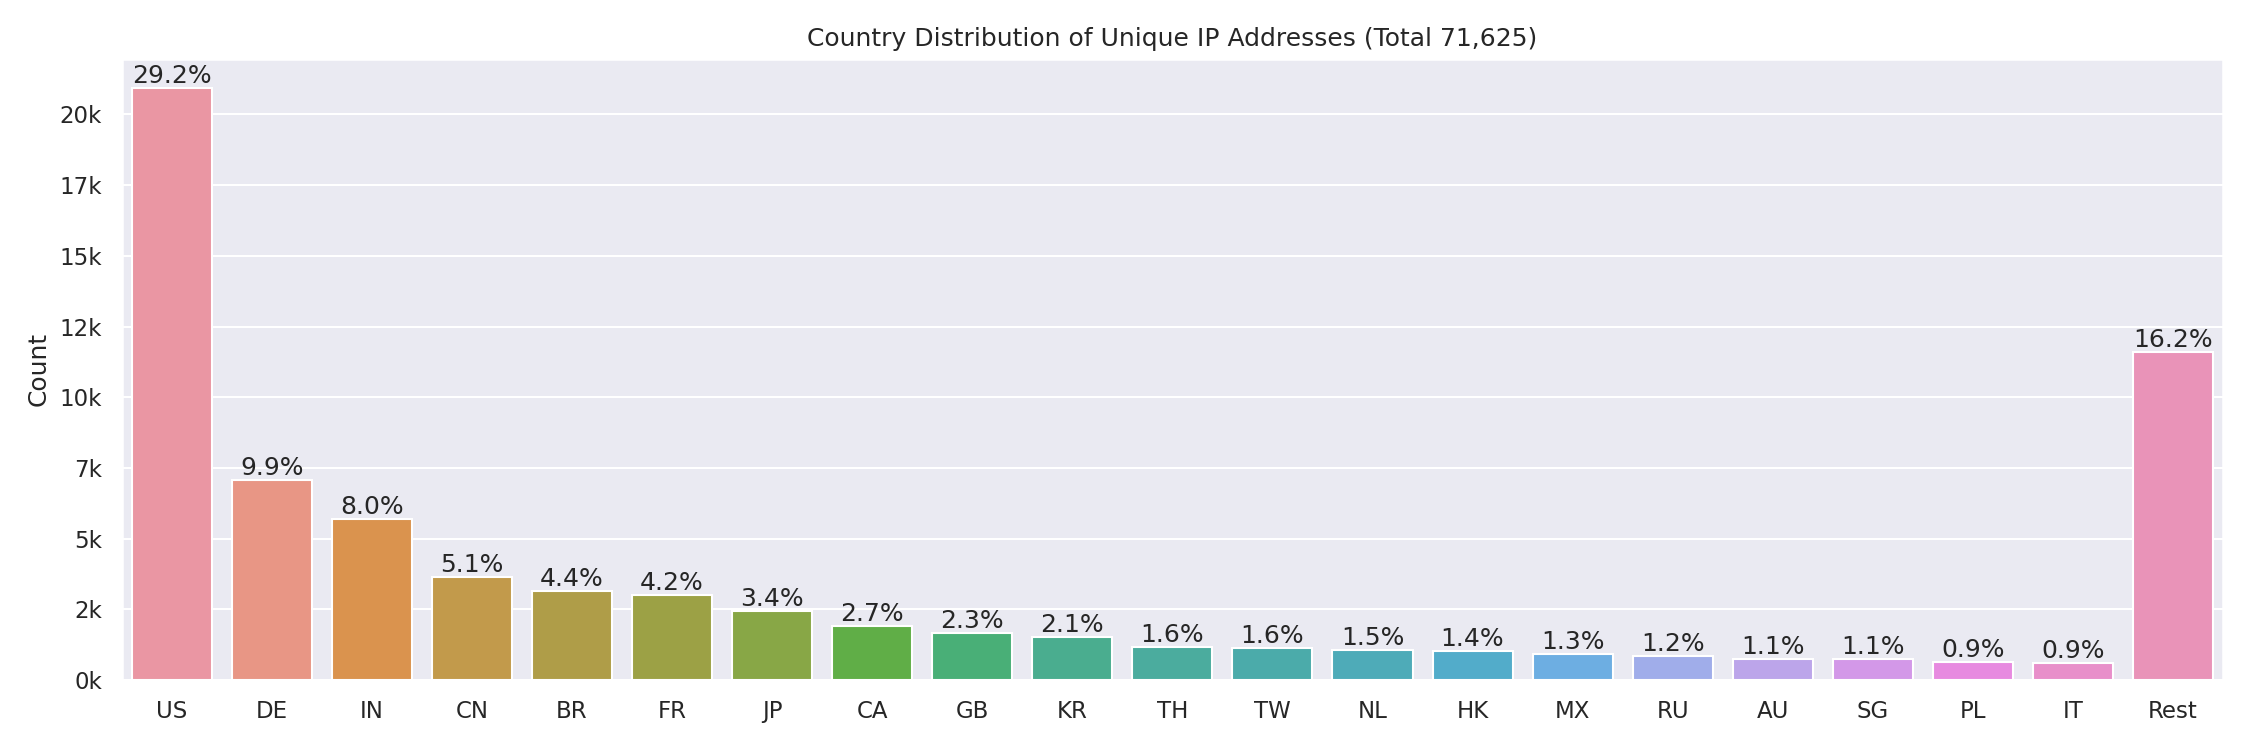 Country Distribution of Unique IP Addresses (Total 71,625)
Count
20k
17k
15k
12k
10k
7k
5k
2k
0k
29.2%
9.9%
8.0%
5.1%
4.4%
4.2%
3.4%
2.7%
2.3%
2.1%
1.6%
1.6%
1.5%
1.4%
1.3%
1.2%
1.1%
1.1%
0.9%
0.9%
16.2%
US DE IN CN BR FR JP CA GB KR TH TW NL HK MX RU AU SG PL IT Rest